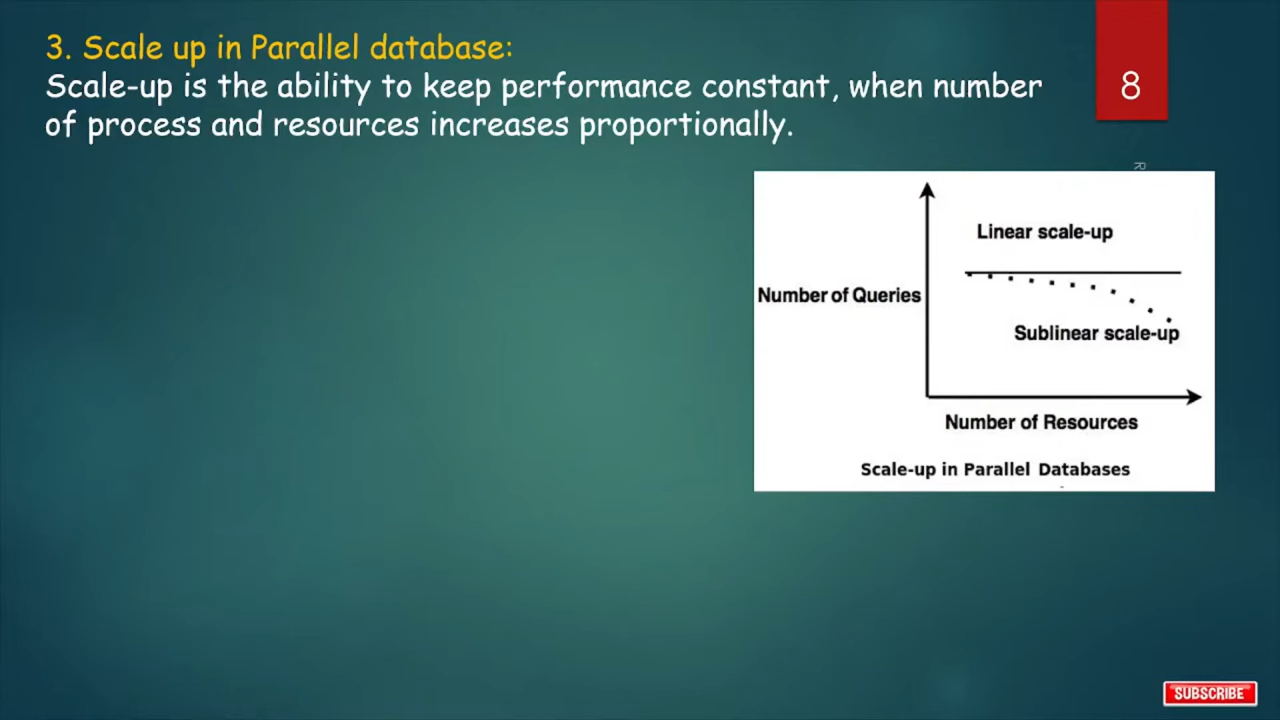 3. Scale up in Parallel database:
Scale-up is the ability to keep performance constant, when number
of process and resources increases proportionally.
8
R
Linear scale-up
Number of Queries
Sublinear scale-up
Number of Resources
Scale-up in Parallel Databases
SUBSCRIBE